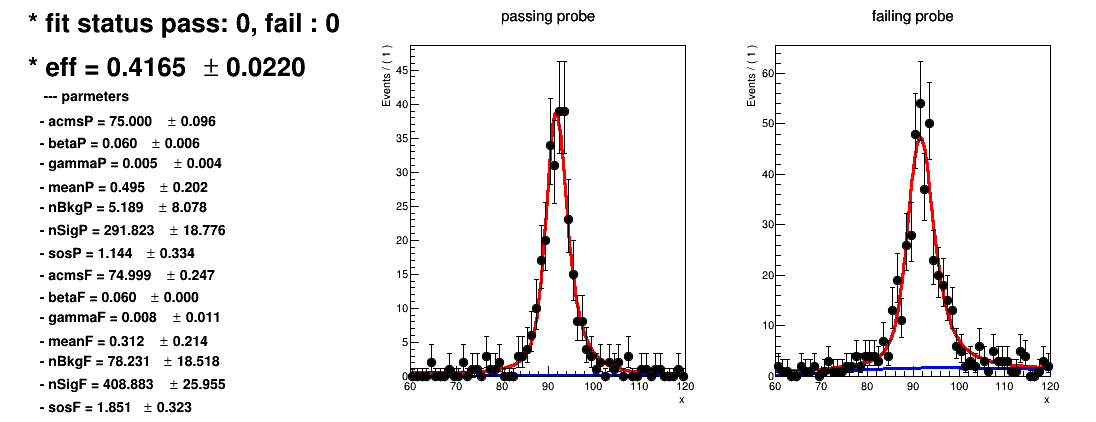 * fit status pass: 0, fail : 0
* eff = 0.4165 ± 0.0220
--- parmeters
- acmsP = 75.000 ± 0.096
- betaP = 0.060 ± 0.006
- gammaP = 0.005 ± 0.004
- meanP = 0.495 ± 0.202
- nBkgP = 5.189 ± 8.078
- nSigP = 291.823 ± 18.776
- sosP = 1.144 ± 0.334
- acmsF = 74.999 ± 0.247
- betaF = 0.060 ± 0.000
- gammaF = 0.008 ± 0.011
- meanF = 0.312 ± 0.214
- nBkgF = 78.231 ± 18.518
- nSigF = 408.883 ± 25.955
- sosF = 1.851 ± 0.323
passing probe
Events / ( 1 )
45
40
35
30
25
20
15
10
5
0
60 70 80 90 100 110 120
x
failing probe
Events / ( 1 )
60
50
40
30
20
10
0
60 70 80 90 100 110 120
x